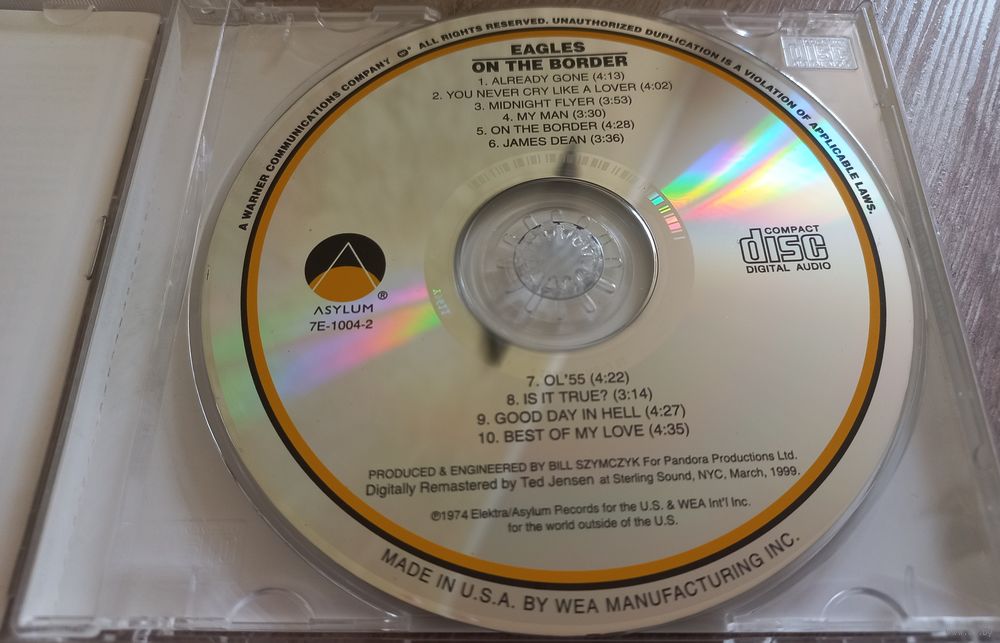 A WARNER COMMUNICATIONS COMPANY ALL RIGHTS RESERVED. UNAUTHORIZED DUPLICATION IS A VIOLATION OF APPLICABLE LAWS.
EAGLES
ON THE BORDER
1. ALREADY GONE (4:13)
2. YOU NEVER CRY LIKE A LOVER (4:02)
3. MIDNIGHT FLYER (3:53)
4. MY MAN (3:30)
5. ON THE BORDER (4:28)
6. JAMES DEAN (3:36)
ASYLUM ®
7E-1004-2
COMPACT
disc
DIGITAL AUDIO
7. OL'55 (4:22)
8. IS IT TRUE? (3:14)
9. GOOD DAY IN HELL (4:27)
10. BEST OF MY LOVE (4:35)
PRODUCED & ENGINEERED BY BILL SZYMCZYK For Pandora Productions Ltd.
Digitally Remastered by Ted Jensen at Sterling Sound, NYC, March, 1999.
℗1974 Elektra/Asylum Records for the U.S. & WEA Int'l Inc.
for the world outside of the U.S.
MADE IN U.S.A. BY WEA MANUFACTURING INC.